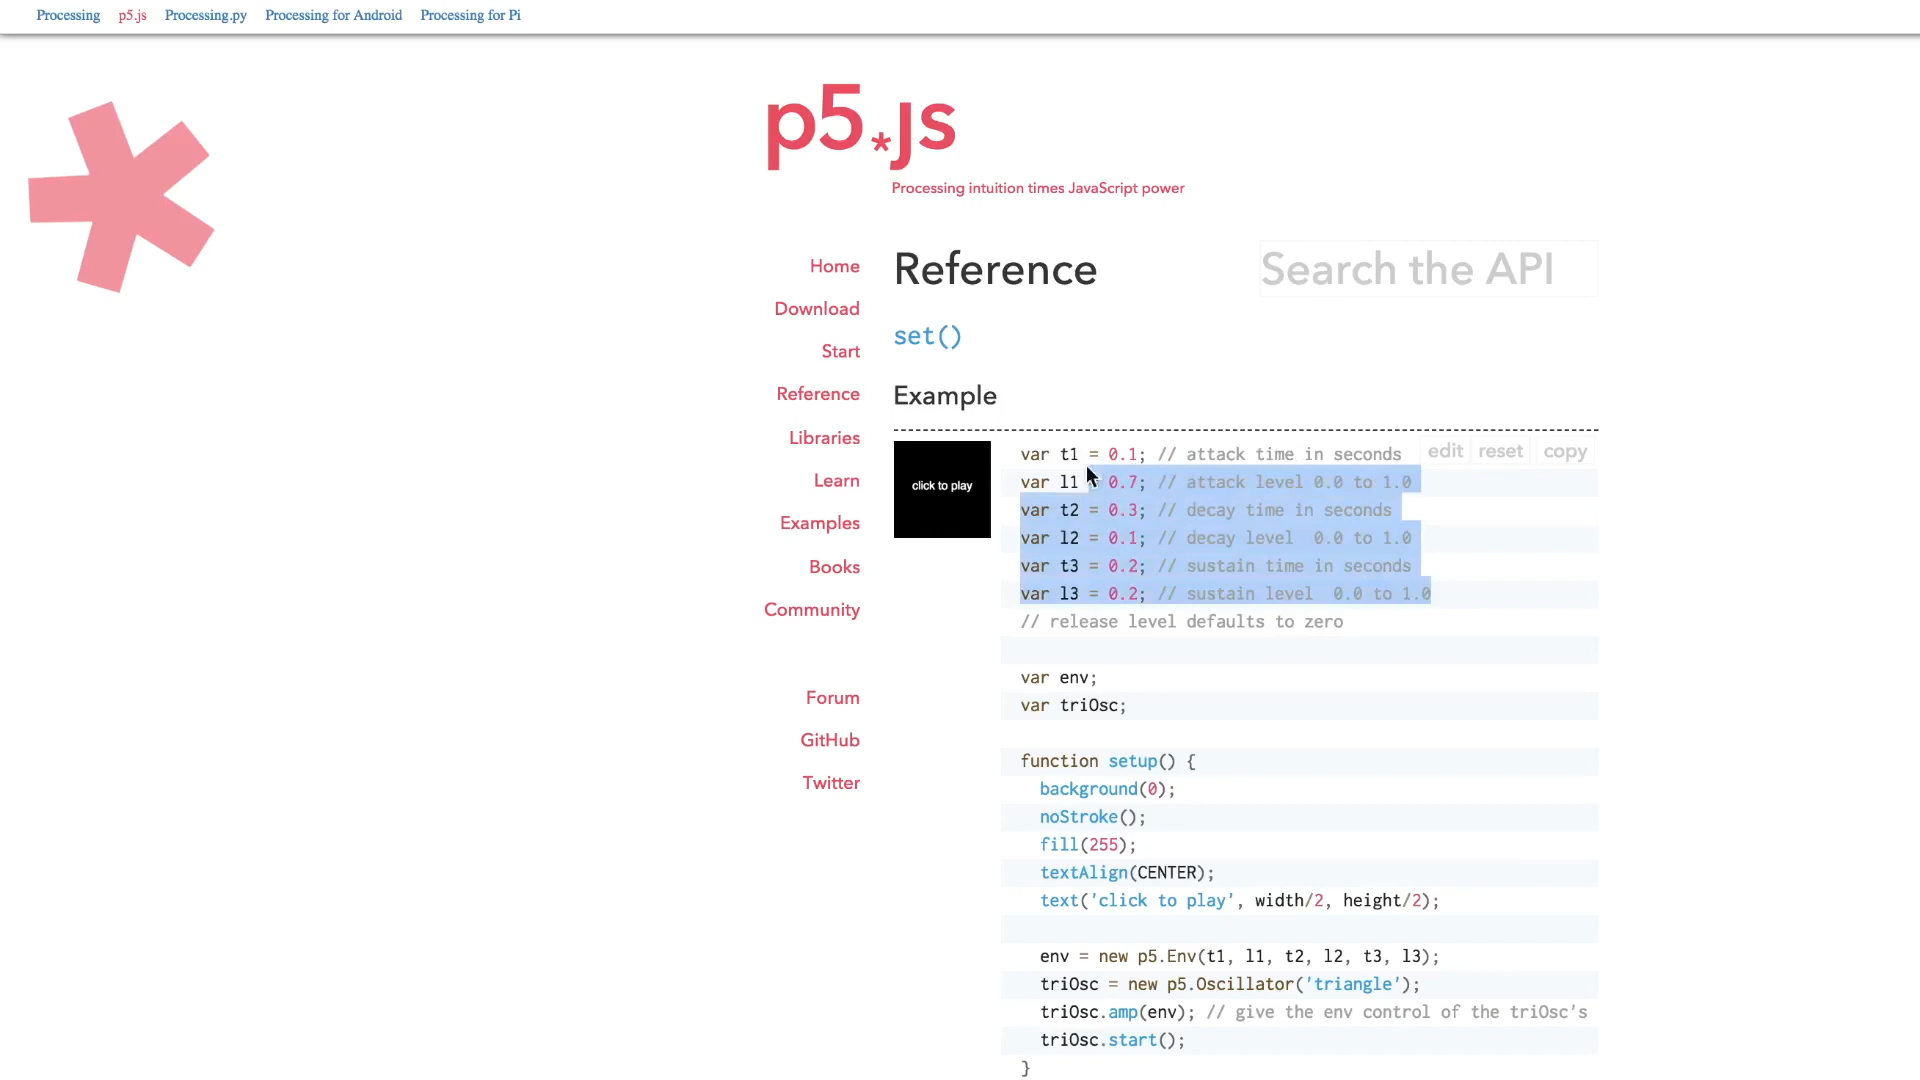 Processing p5.js Processing.py Processing for Android Processing for Pi
p5.js
Processing intuition times JavaScript power
Home
Download
Start
Reference
Libraries
Learn
Examples
Books
Community
Forum
GitHub
Twitter
Reference
Search the API
set()
Example
click to play
edit reset copy
var t1 = 0.1; // attack time in seconds
var l1 = 0.7; // attack level 0.0 to 1.0
var t2 = 0.3; // decay time in seconds
var l2 = 0.1; // decay level  0.0 to 1.0
var t3 = 0.2; // sustain time in seconds
var l3 = 0.2; // sustain level  0.0 to 1.0
// release level defaults to zero
var env;
var triOsc;
function setup() {
background(0);
noStroke();
fill(255);
textAlign(CENTER);
text('click to play', width/2, height/2);
env = new p5.Env(t1, l1, t2, l2, t3, l3);
triOsc = new p5.Oscillator('triangle');
triOsc.amp(env); // give the env control of the triOsc's
triOsc.start();
}